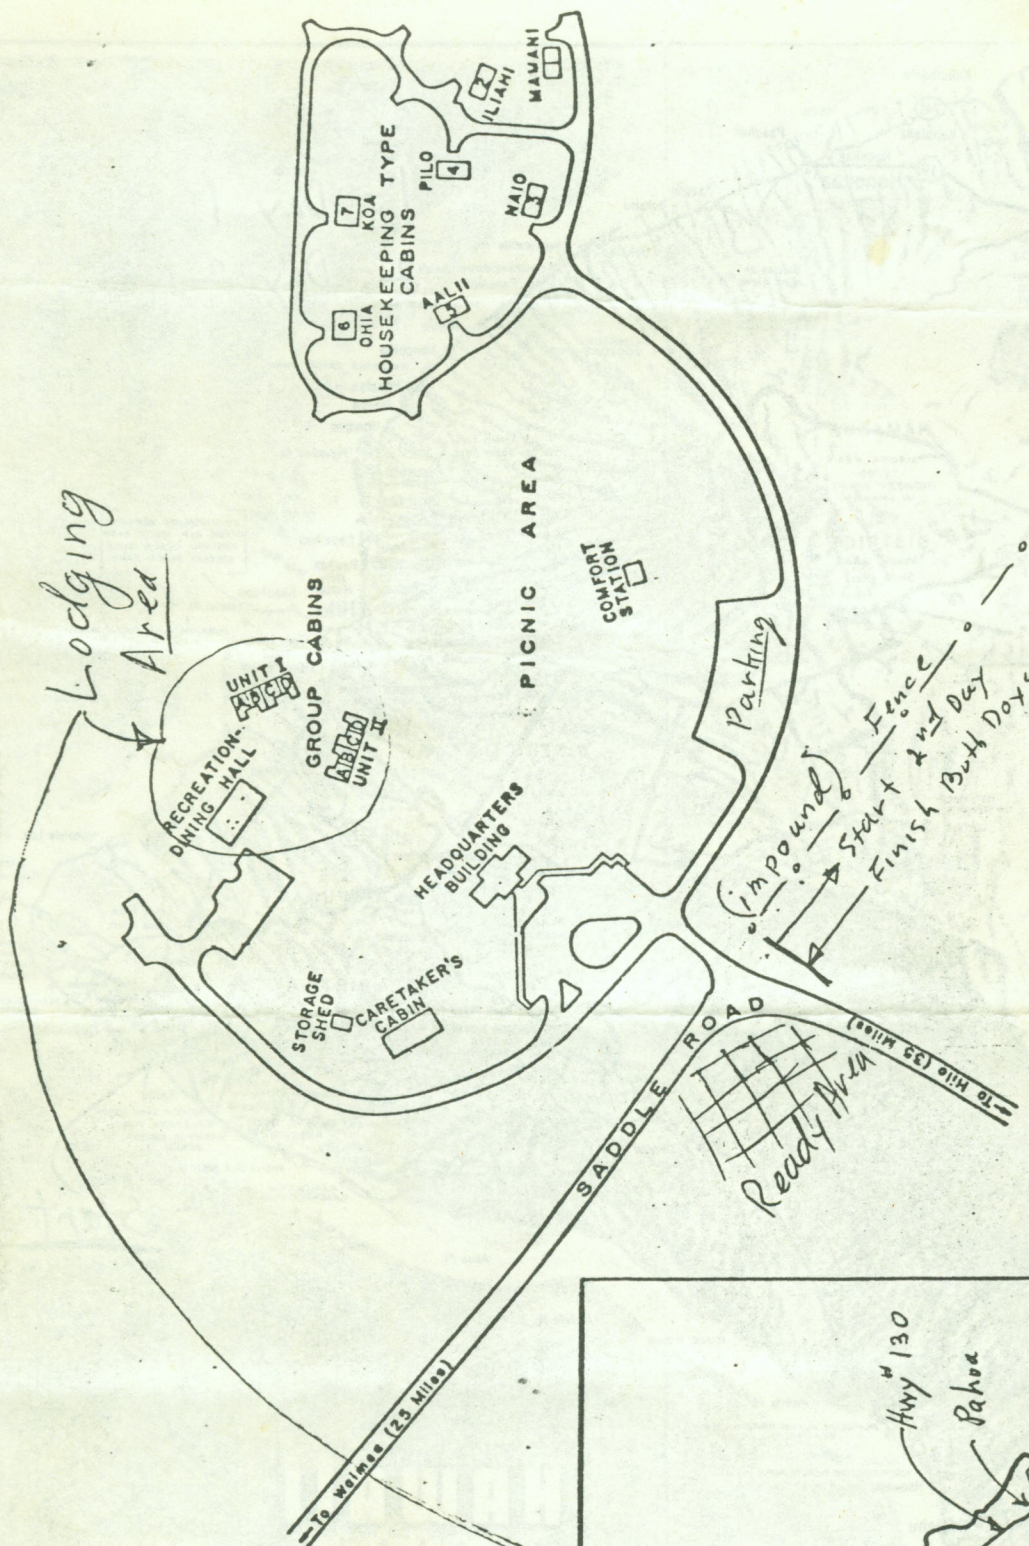 Lodging
Area
MAMANI
2
ILIAHI
4
PILO
3
NAIO
7
KOA
HOUSEKEEPING TYPE
CABINS
6
OHIA
AALII
5
PICNIC AREA
COMFORT
STATION
Parking
UNIT I
A B C D
GROUP CABINS
A B C D
UNIT II
RECREATION-
DINING HALL
HEADQUARTERS
BUILDING
STORAGE
SHED
CARETAKER'S
CABIN
(impound)
Fence
Start 2nd Day
Finish Both Days
SADDLE ROAD
Ready Area
To Hilo (35 Miles)
To Waimea (25 Miles)
Hwy # 130
Pahoa